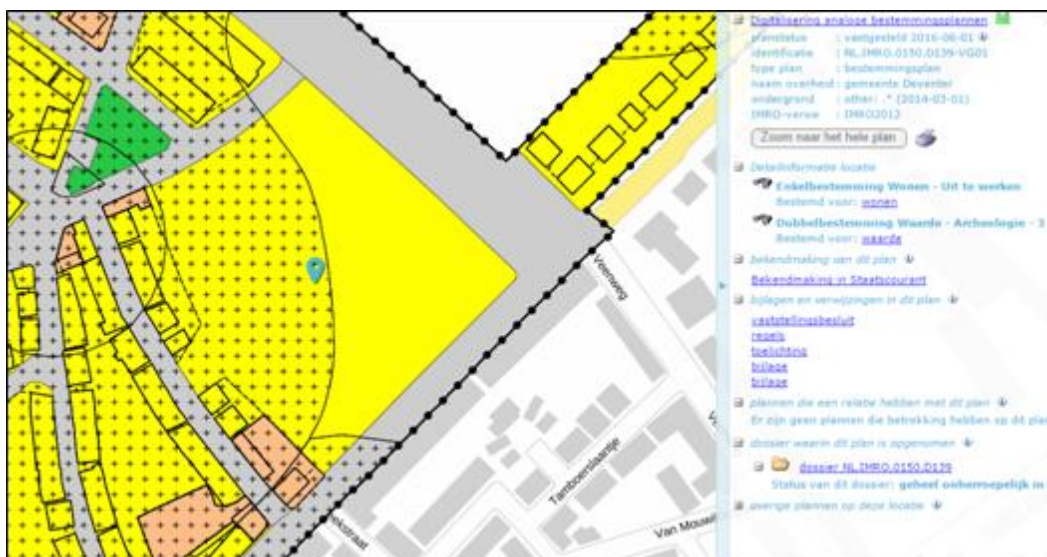 Digitalisering analoge bestemmingsplannen
planstatus : vastgesteld 2016-06-01
identificatie : NL.IMRO.0150.D139-VG01
type plan : bestemmingsplan
naam overheid : gemeente Deventer
ondergrond : other: .* (2014-03-01)
IMRO-versie : IMRO2012
Zoom naar het hele plan
Detailinformatie locatie
Enkelbestemming Wonen - Uit te werken
Bestemd voor: wonen
Dubbelbestemming Waarde - Archeologie - 3
Bestemd voor: waarde
bekendmaking van dit plan
Bekendmaking in Staatscourant
bijlagen en verwijzingen in dit plan
vaststellingsbesluit
regels
toelichting
bijlage
bijlage
plannen die een relatie hebben met dit plan
Er zijn geen plannen die betrekking hebben op dit plan
dossier waarin dit plan is opgenomen
dossier NL.IMRO.0150.D139
Status van dit dossier: geheel onherroepelijk in
overige plannen op deze locatie
Veenweg
Tamboerslaantje
Van Mouwe